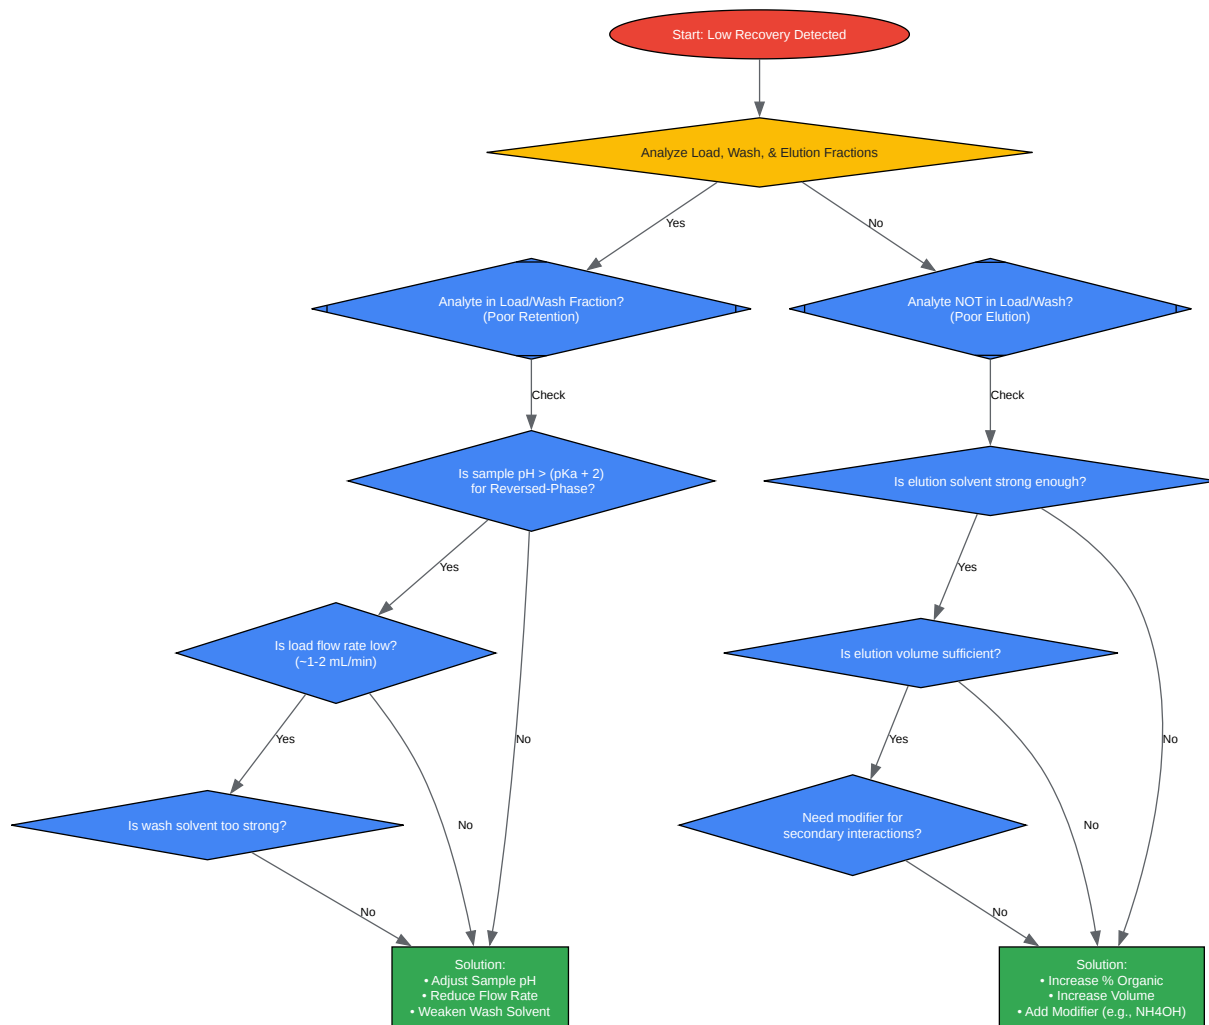 Start: Low Recovery Detected
Analyze Load, Wash, & Elution Fractions
Yes
No
Analyte in Load/Wash Fraction?
(Poor Retention)
Analyte NOT in Load/Wash?
(Poor Elution)
Check
Check
Is sample pH > (pKa + 2)
for Reversed-Phase?
Is elution solvent strong enough?
Yes
Yes
Is load flow rate low?
(~1-2 mL/min)
Is elution volume sufficient?
Yes
No
Yes
No
Is wash solvent too strong?
No
Need modifier for
secondary interactions?
No
No
No
Solution:
• Adjust Sample pH
• Reduce Flow Rate
• Weaken Wash Solvent
Solution:
• Increase % Organic
• Increase Volume
• Add Modifier (e.g., NH4OH)